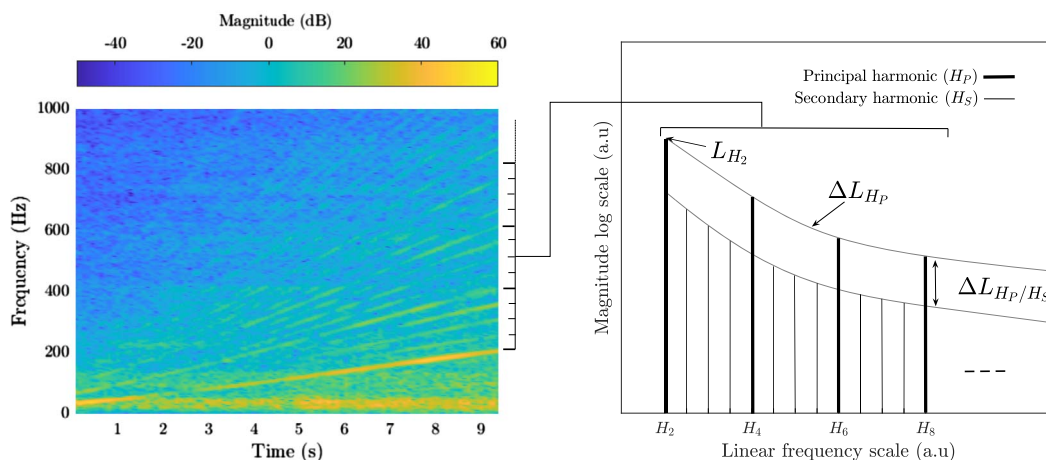 Magnitude (dB)
-40 -20 0 20 40 60
1000
800
600
400
200
0
Frequency (Hz)
1 2 3 4 5 6 7 8 9
Time (s)
Principal harmonic (H_P)
Secondary harmonic (H_S)
Magnitude log scale (a.u)
L_{H_2}
ΔL_{H_P}
ΔL_{H_P/H_S}
H_2 H_4 H_6 H_8
Linear frequency scale (a.u)